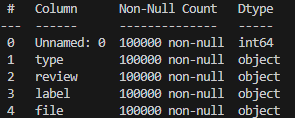 #   Column      Non-Null Count   Dtype
---  ------      --------------   -----
 0   Unnamed: 0  100000 non-null  int64
 1   type        100000 non-null  object
 2   review      100000 non-null  object
 3   label       100000 non-null  object
 4   file        100000 non-null  object